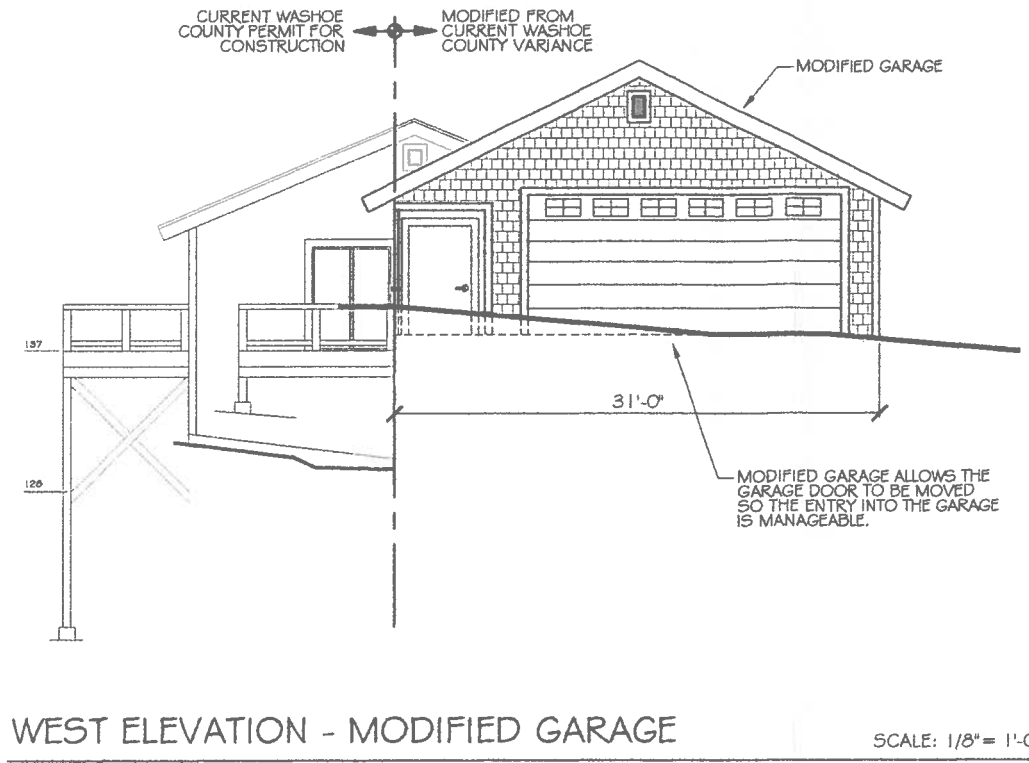 CURRENT WASHOE
COUNTY PERMIT FOR
CONSTRUCTION
MODIFIED FROM
CURRENT WASHOE
COUNTY VARIANCE
MODIFIED GARAGE
137
31'-0"
126
MODIFIED GARAGE ALLOWS THE
GARAGE DOOR TO BE MOVED
SO THE ENTRY INTO THE GARAGE
IS MANAGEABLE.
WEST ELEVATION - MODIFIED GARAGE
SCALE: 1/8" = 1'-0